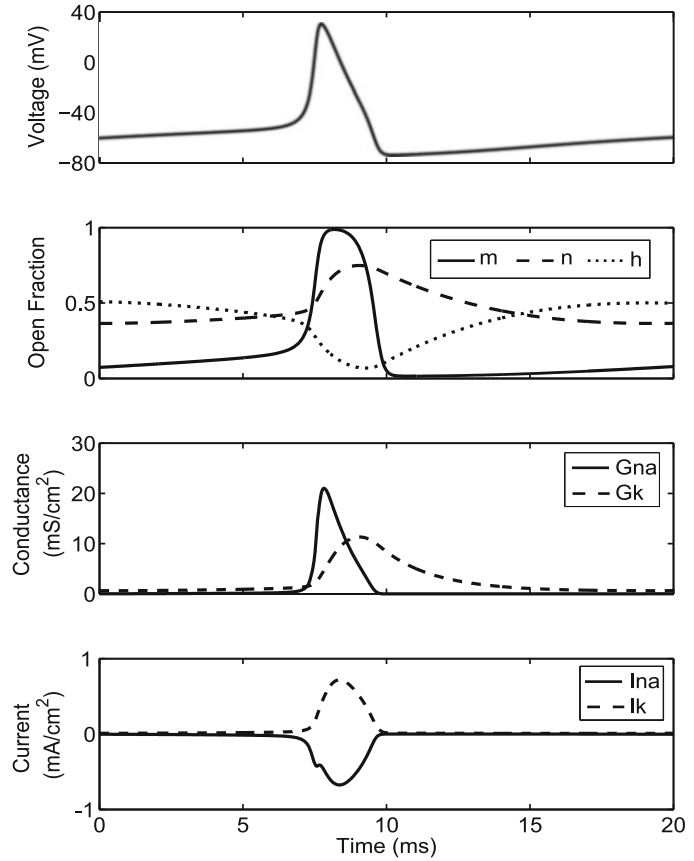 40
0
−40
−80
Voltage (mV)
1
0.5
0
Open Fraction
m n h
30
20
10
0
Conductance
(mS/cm²)
Gna
Gk
1
0
−1
Current
(mA/cm²)
Ina
Ik
0 5 10 15 20
Time (ms)